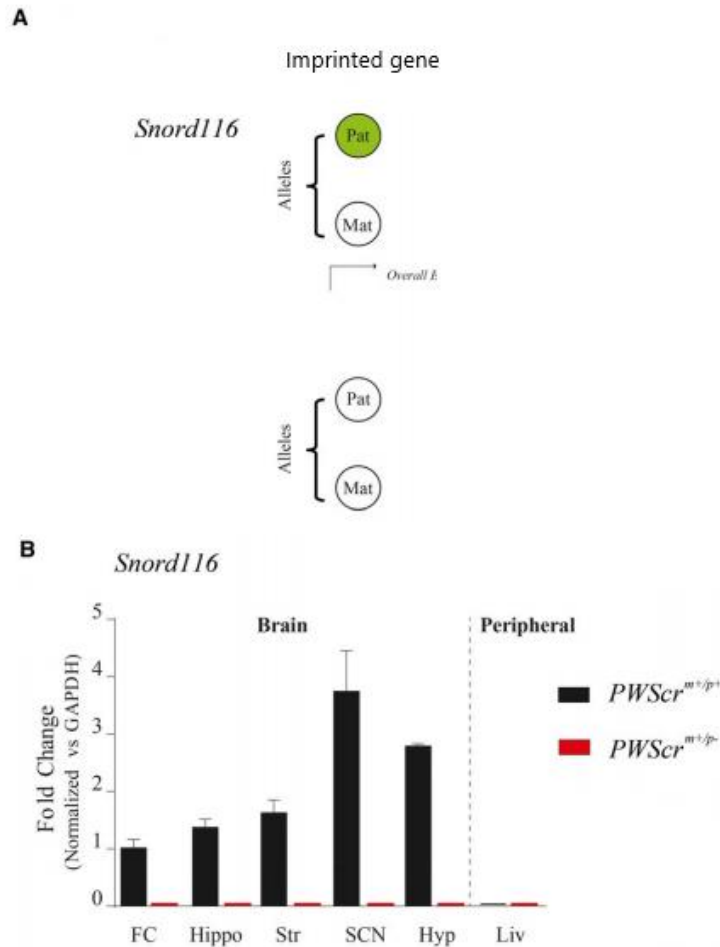 A
Imprinted gene
Snord116
Alleles
Pat
Mat
Overall E
Alleles
Pat
Mat
B
Snord116
Fold Change
(Normalized vs GAPDH)
5
4
3
2
1
0
Brain
Peripheral
PWScr m+/p+
PWScr m+/p-
FC Hippo Str SCN Hyp Liv